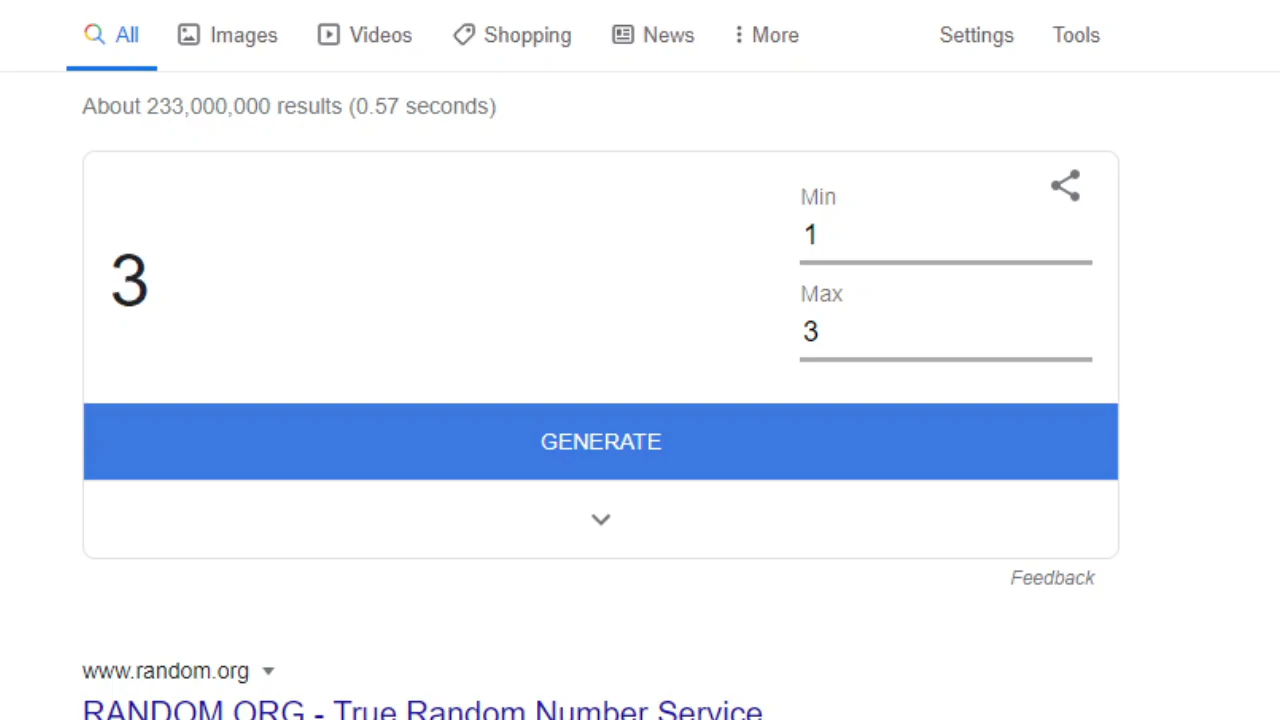 All Images Videos Shopping News More Settings Tools
About 233,000,000 results (0.57 seconds)
Min
1
3
Max
3
GENERATE
Feedback
www.random.org
RANDOM.ORG - True Random Number Service